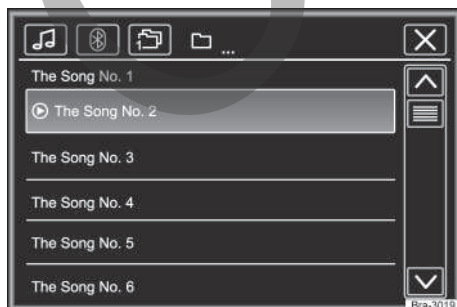 1
...
The Song No. 1
The Song No. 2
The Song No. 3
The Song No. 4
The Song No. 5
The Song No. 6
Bra-3019